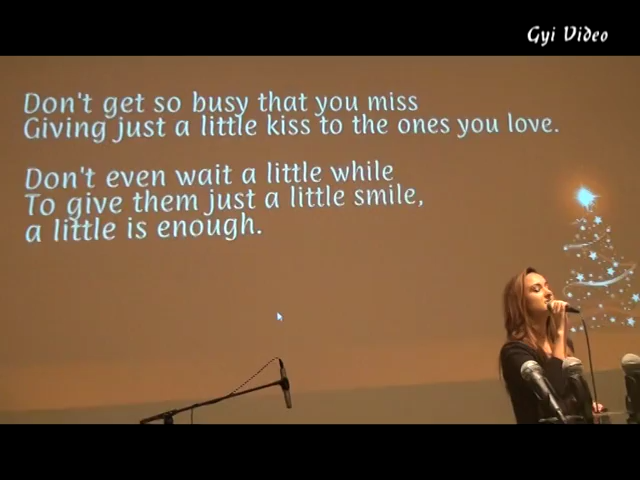 Gyi Video
Don't get so busy that you miss
Giving just a little kiss to the ones you love.
Don't even wait a little while
To give them just a little smile,
a little is enough.